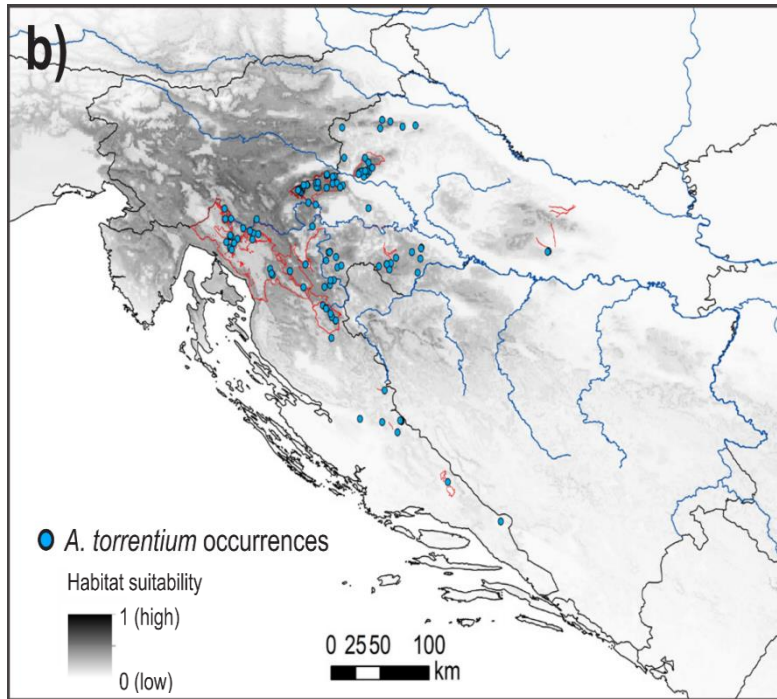 b)
A. torrentium occurrences
Habitat suitability
1 (high)
0 (low)
0 25 50 100
km